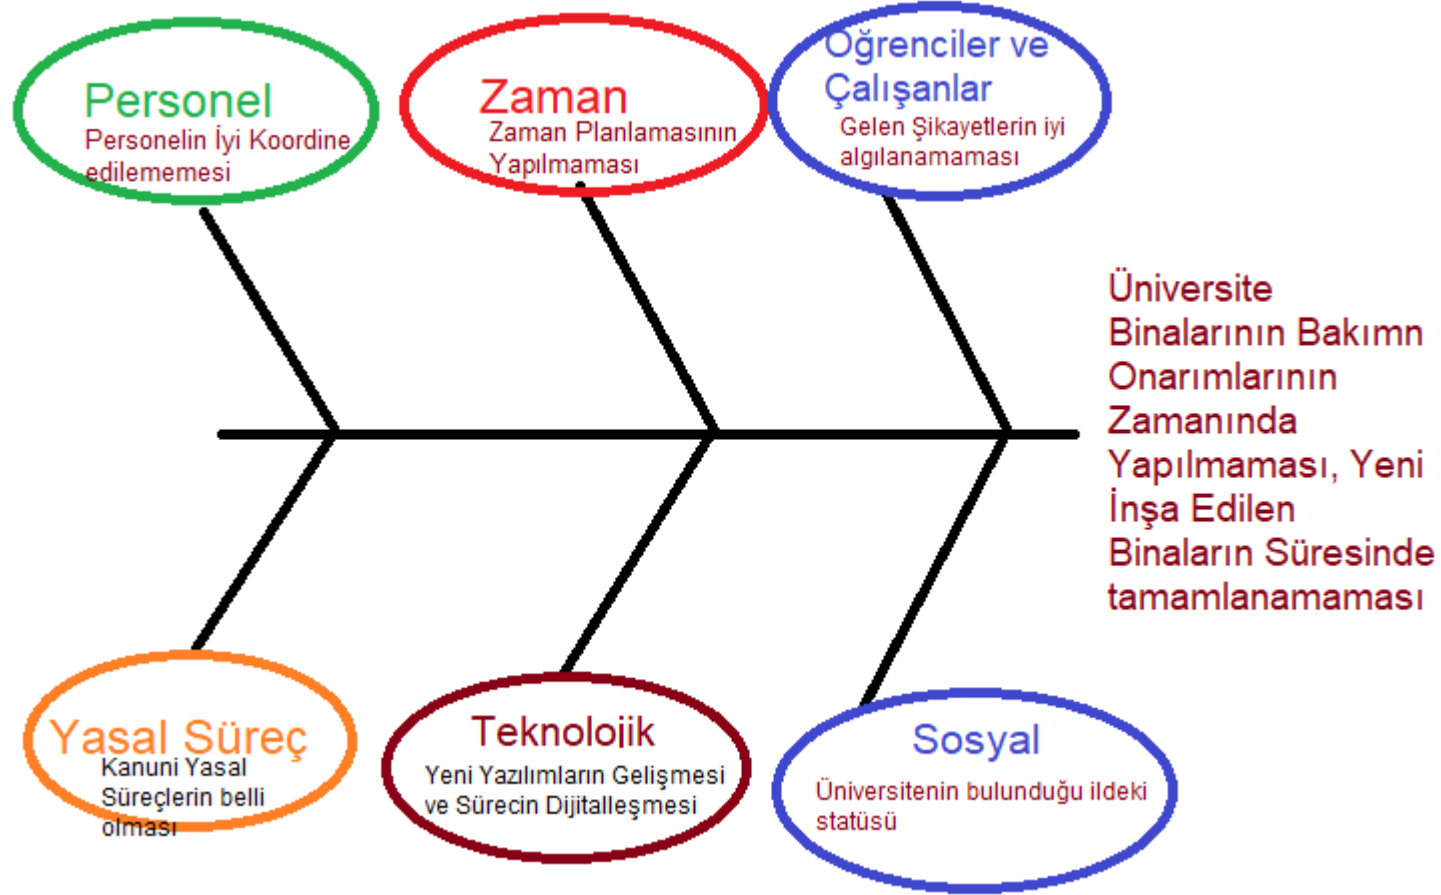 Personel
Personelin İyi Koordine
edilememesi
Zaman
Zaman Planlamasının
Yapılmaması
Öğrenciler ve
Çalışanlar
Gelen Şikayetlerin iyi
algılanamaması
Üniversite
Binalarının Bakımn
Onarımlarının
Zamanında
Yapılmaması, Yeni
İnşa Edilen
Binaların Süresinde
tamamlanamaması
Yasal Süreç
Kanuni Yasal
Süreçlerin belli
olması
Teknolojik
Yeni Yazılımların Gelişmesi
ve Sürecin Dijitalleşmesi
Sosyal
Üniversitenin bulunduğu ildeki
statüsü